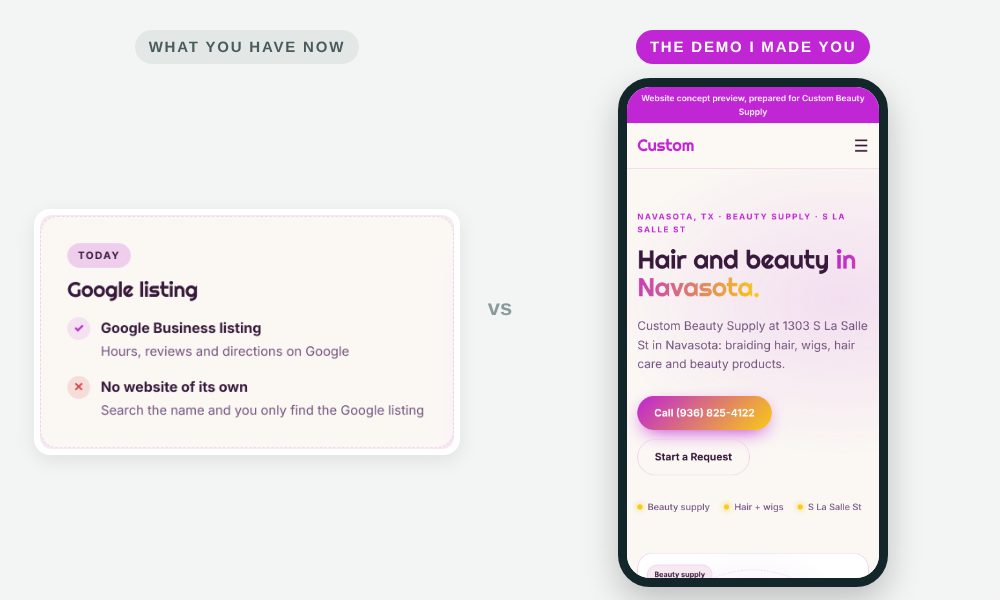 WHAT YOU HAVE NOW
TODAY
Google listing
Google Business listing
Hours, reviews and directions on Google
No website of its own
Search the name and you only find the Google listing
vs
THE DEMO I MADE YOU
Website concept preview, prepared for Custom Beauty
Supply
Custom
NAVASOTA, TX · BEAUTY SUPPLY · S LA
SALLE ST
Hair and beauty in
Navasota.
Custom Beauty Supply at 1303 S La Salle
St in Navasota: braiding hair, wigs, hair
care and beauty products.
Call (936) 825-4122
Start a Request
Beauty supply
Hair + wigs
S La Salle St
Beauty supply